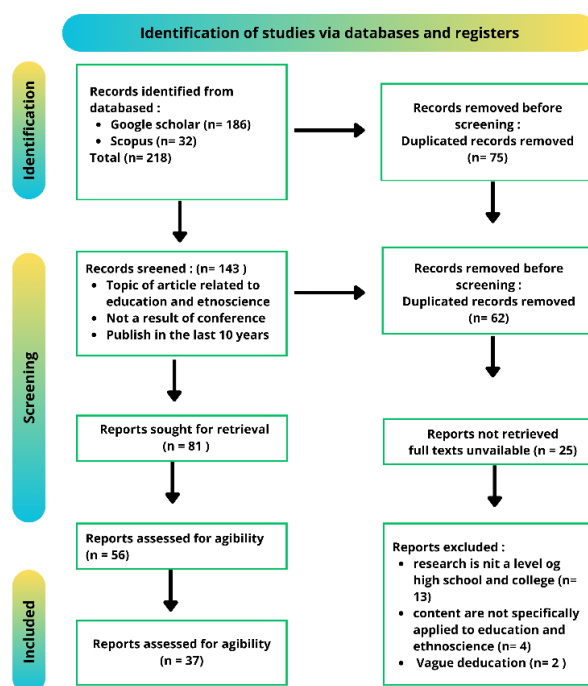 Identification of studies via databases and registers
Identification
Records identified from
databased :
• Google scholar (n= 186)
• Scopus (n= 32)
Total (n= 218)
Records removed before
screening :
Duplicated records removed
(n= 75)
Screening
Records sreened : (n= 143 )
• Topic of article related to
education and etnoscience
• Not a result of conference
• Publish in the last 10 years
Records removed before
screening :
Duplicated records removed
(n= 62)
Reports sought for retrieval
(n = 81 )
Reports not retrieved
full texts unvailable (n = 25)
Reports assessed for agibility
(n = 56)
Reports excluded :
• research is nit a level og
high school and college (n=
13)
• content are not specifically
applied to education and
ethnoscience (n= 4)
• Vague deducation (n= 2 )
Included
Reports assessed for agibility
(n = 37)